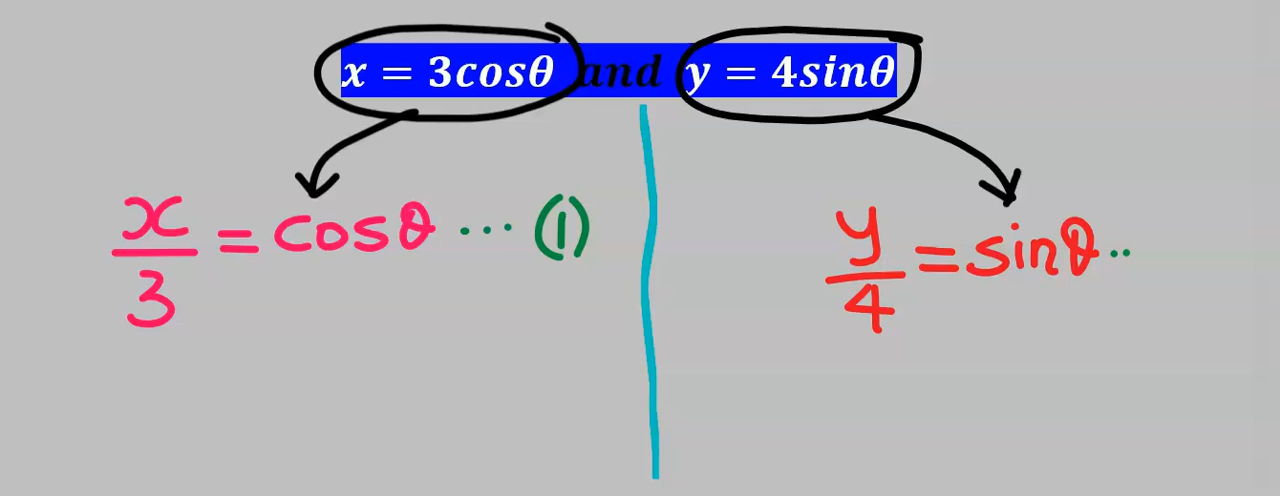 x = 3cosθ and y = 4sinθ
x/3 = cosθ ... (1)
y/4 = sinθ ..